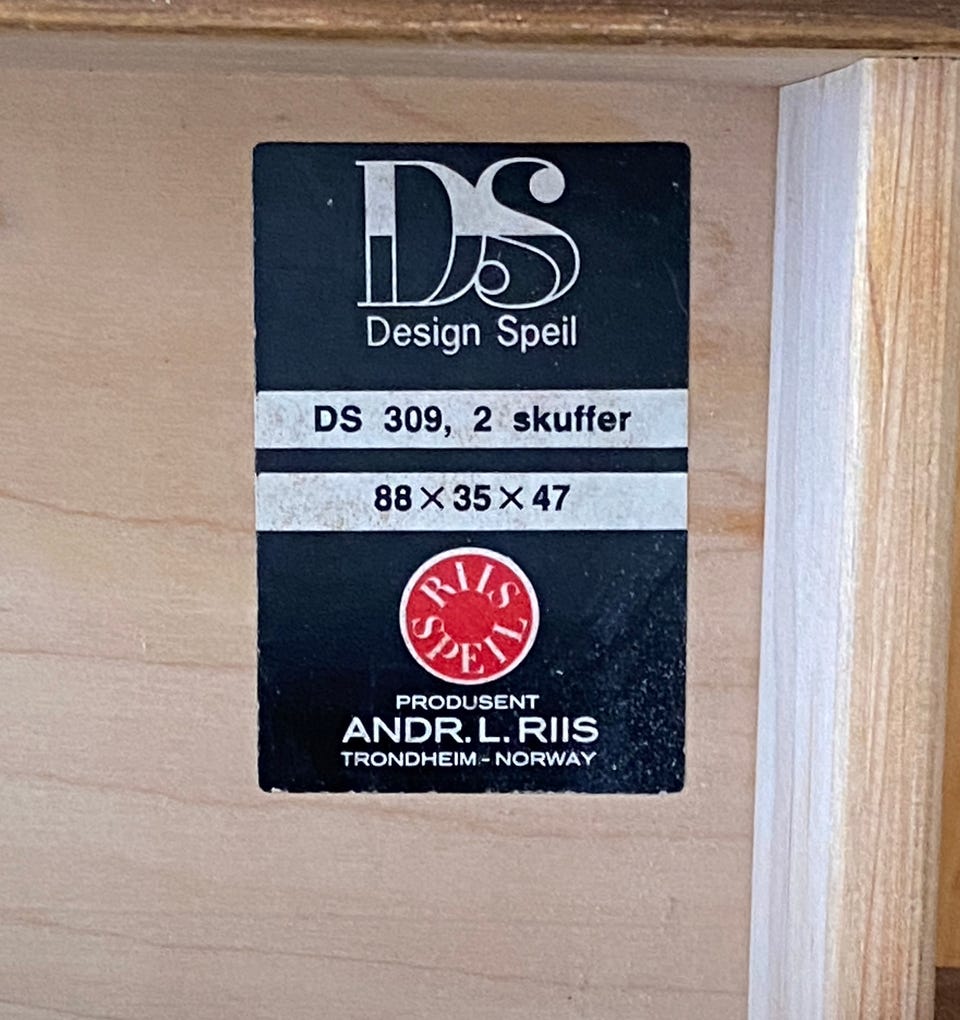 DS
Design Speil
DS 309, 2 skuffer
88×35×47
RIIS
SPEIL
PRODUSENT
ANDR. L. RIIS
TRONDHEIM - NORWAY